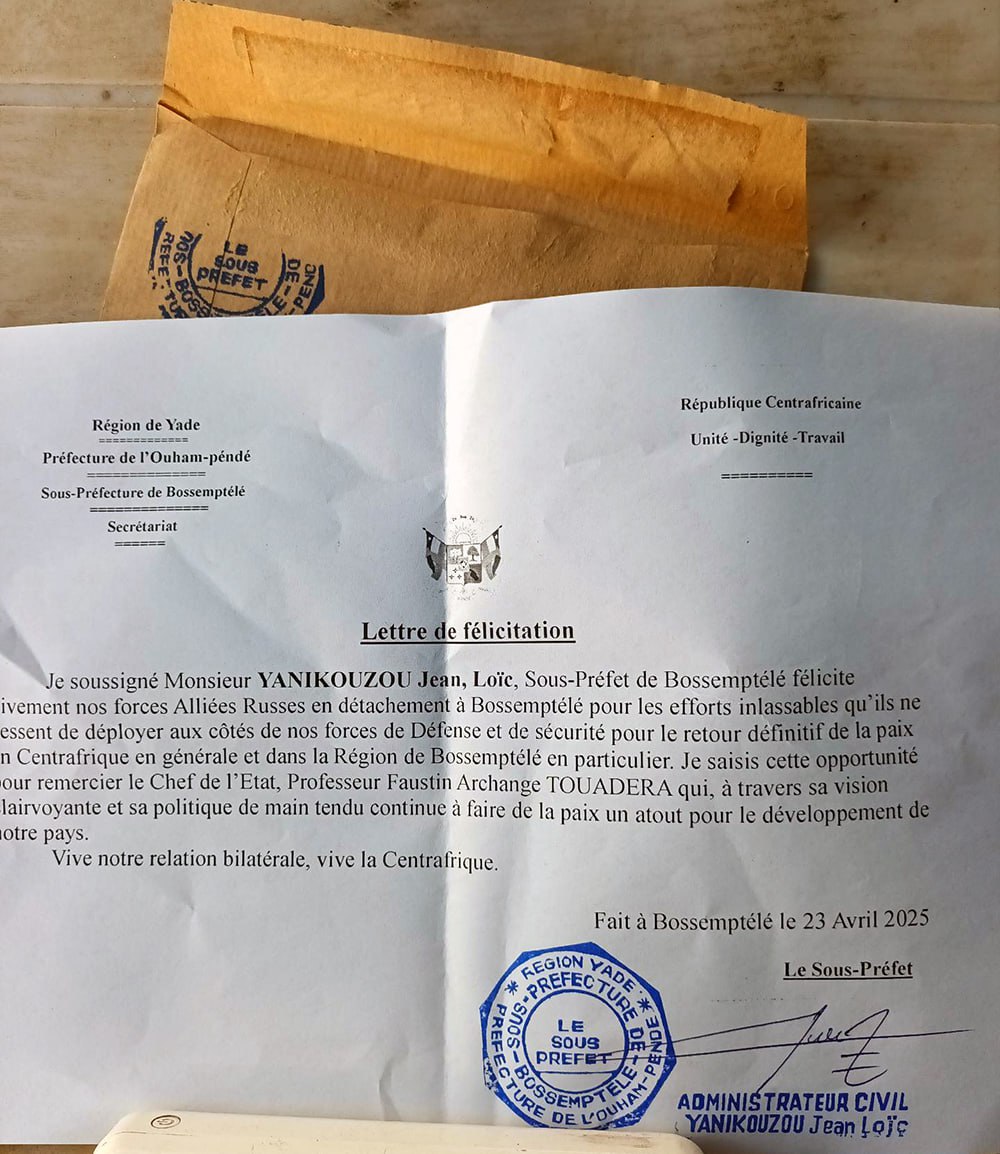 LE
SOUS
PREFET
Région de Yade
============
Préfecture de l'Ouham-péndé
===============
Sous-Préfecture de Bossemptélé
===============
Secrétariat
======
République Centrafricaine
Unité -Dignité -Travail
==========
Lettre de félicitation
Je soussigné Monsieur YANIKOUZOU Jean, Loïc, Sous-Préfet de Bossemptélé félicite
ivement nos forces Alliées Russes en détachement à Bossemptélé pour les efforts inlassables qu'ils ne
essent de déployer aux côtés de nos forces de Défense et de sécurité pour le retour définitif de la paix
n Centrafrique en générale et dans la Région de Bossemptélé en particulier. Je saisis cette opportunité
our remercier le Chef de l'Etat, Professeur Faustin Archange TOUADERA qui, à travers sa vision
lairvoyante et sa politique de main tendu continue à faire de la paix un atout pour le développement de
otre pays.
Vive notre relation bilatérale, vive la Centrafrique.
Fait à Bossemptélé le 23 Avril 2025
Le Sous-Préfet
* REGION YADE *
PREFECTURE DE L'OUHAM-PENDE
SOUS-PREFECTURE DE-
-BOSSEMPTELE-
LE
SOUS
PREFET
ADMINISTRATEUR CIVIL
YANIKOUZOU Jean Loïc